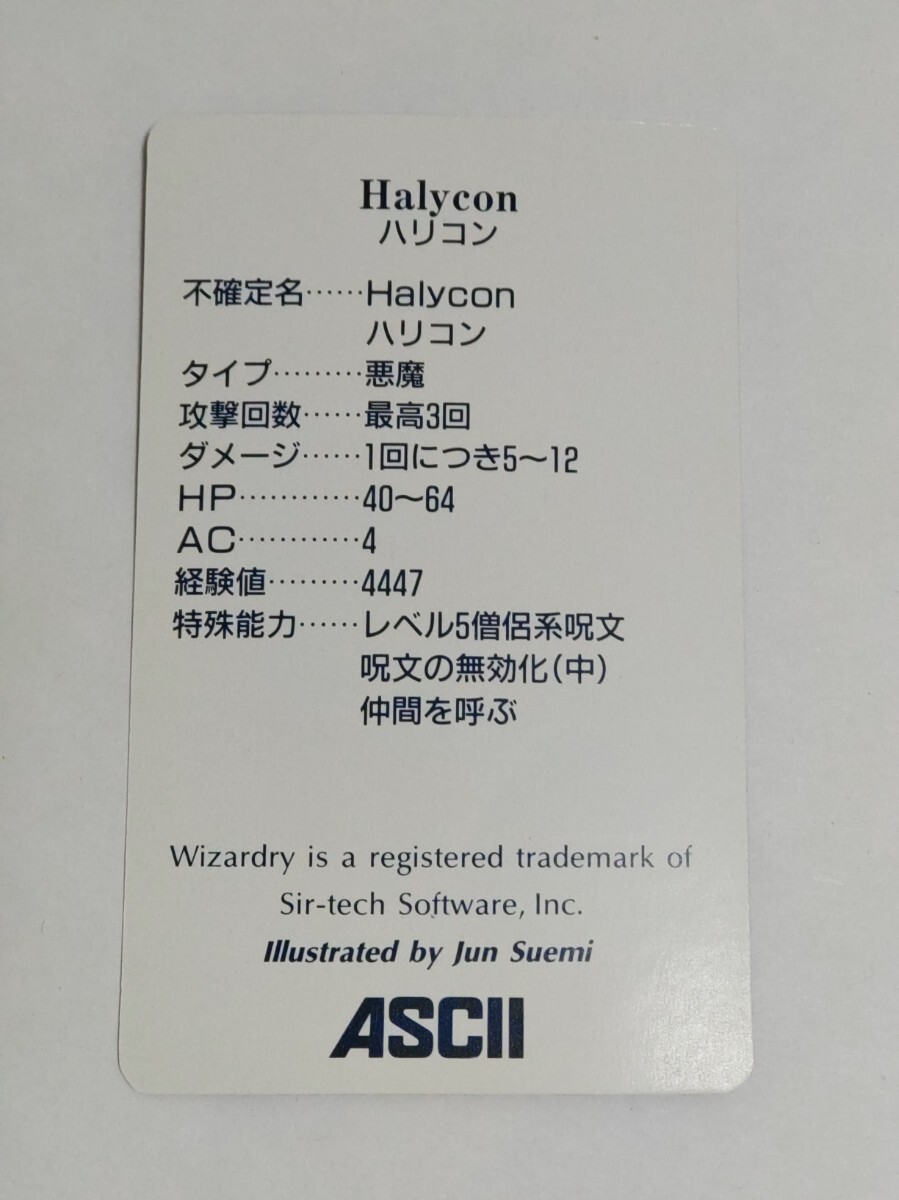 Halycon
ハリコン
不確定名……Halycon
ハリコン
タイプ………悪魔
攻撃回数……最高3回
ダメージ……1回につき5〜12
HP…………40〜64
AC…………4
経験値………4447
特殊能力……レベル5僧侶系呪文
呪文の無効化(中)
仲間を呼ぶ
Wizardry is a registered trademark of
Sir-tech Software, Inc.
Illustrated by Jun Suemi
ASCII